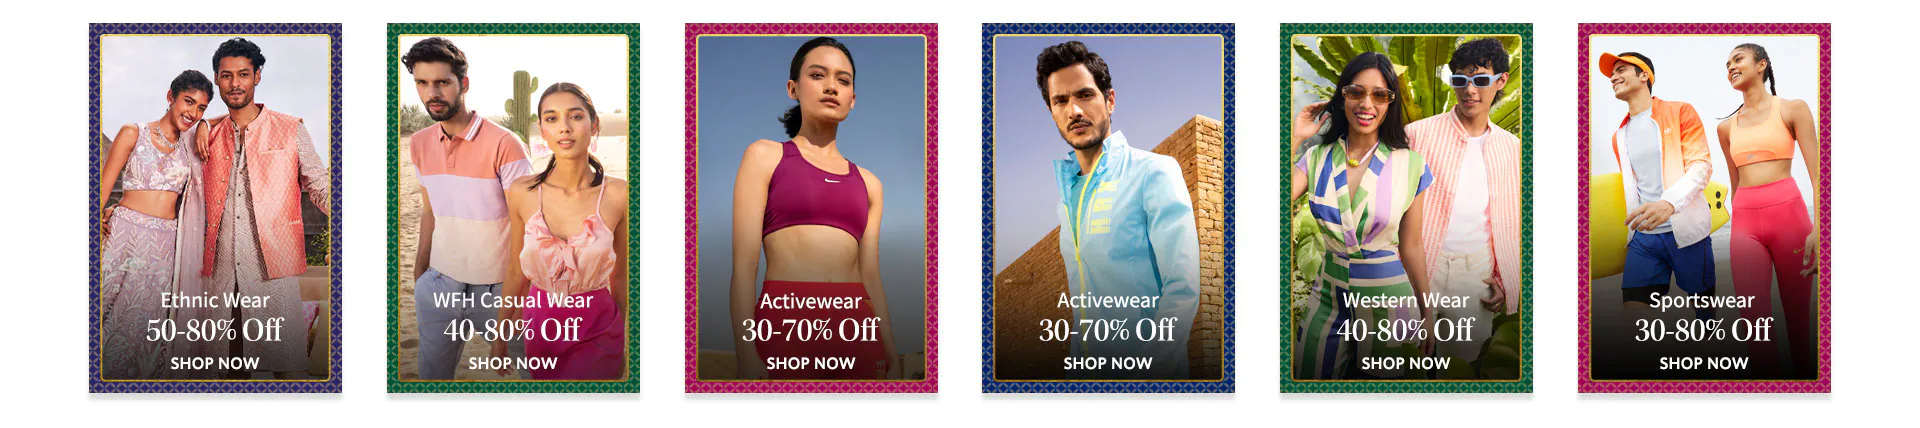 Ethnic Wear
50-80% Off
SHOP NOW
WFH Casual Wear
40-80% Off
SHOP NOW
Activewear
30-70% Off
SHOP NOW
Activewear
30-70% Off
SHOP NOW
Western Wear
40-80% Off
SHOP NOW
Sportswear
30-80% Off
SHOP NOW